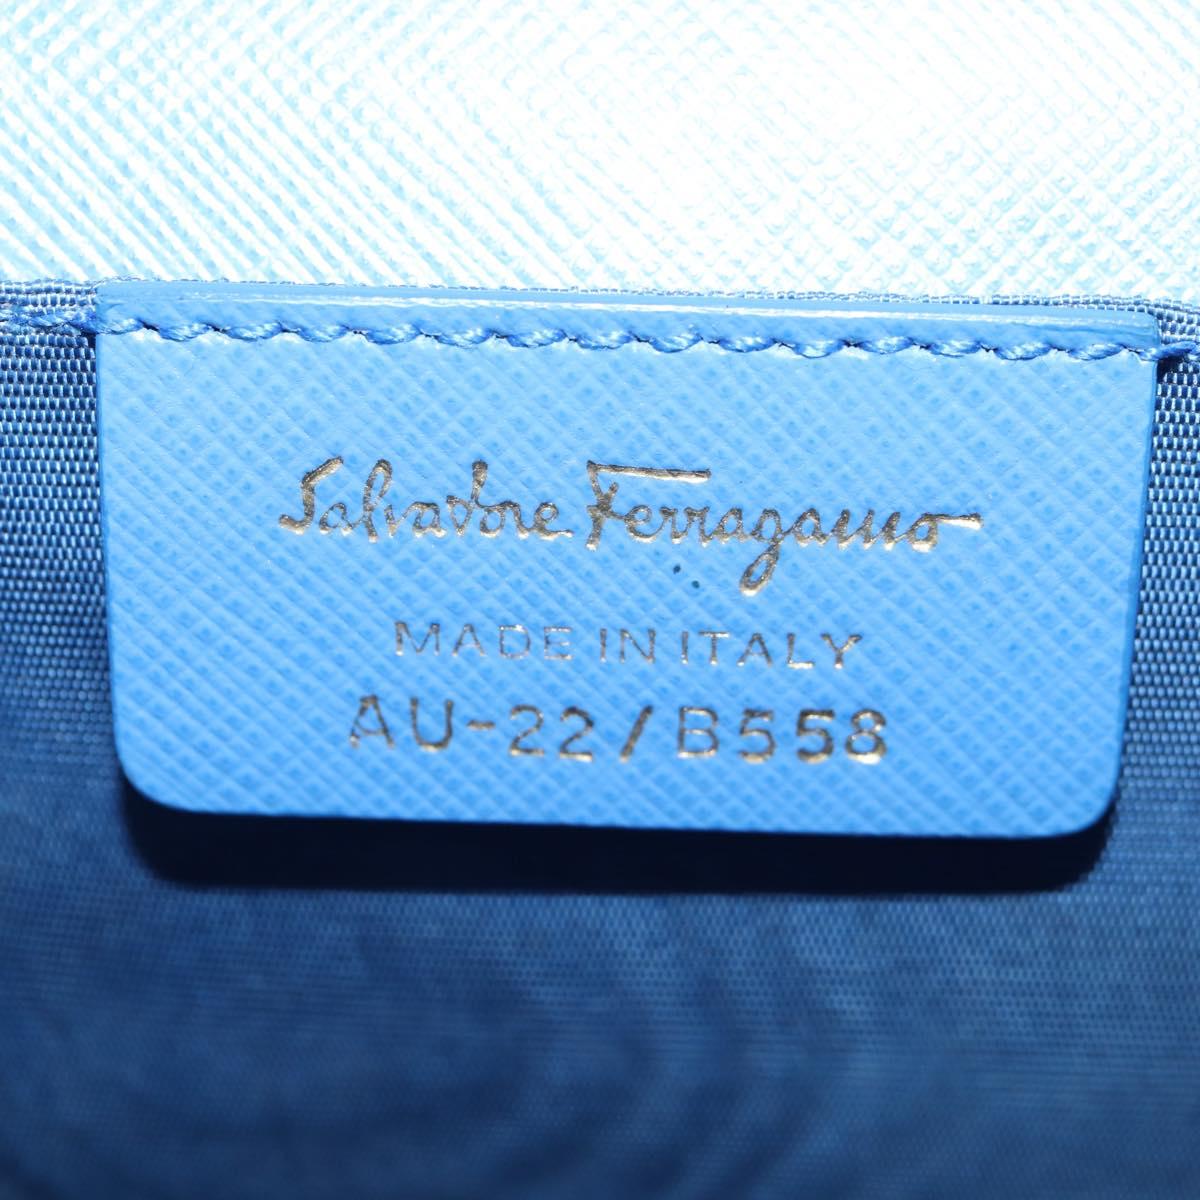 Salvatore Ferragamo
MADE IN ITALY
AU-22/B558